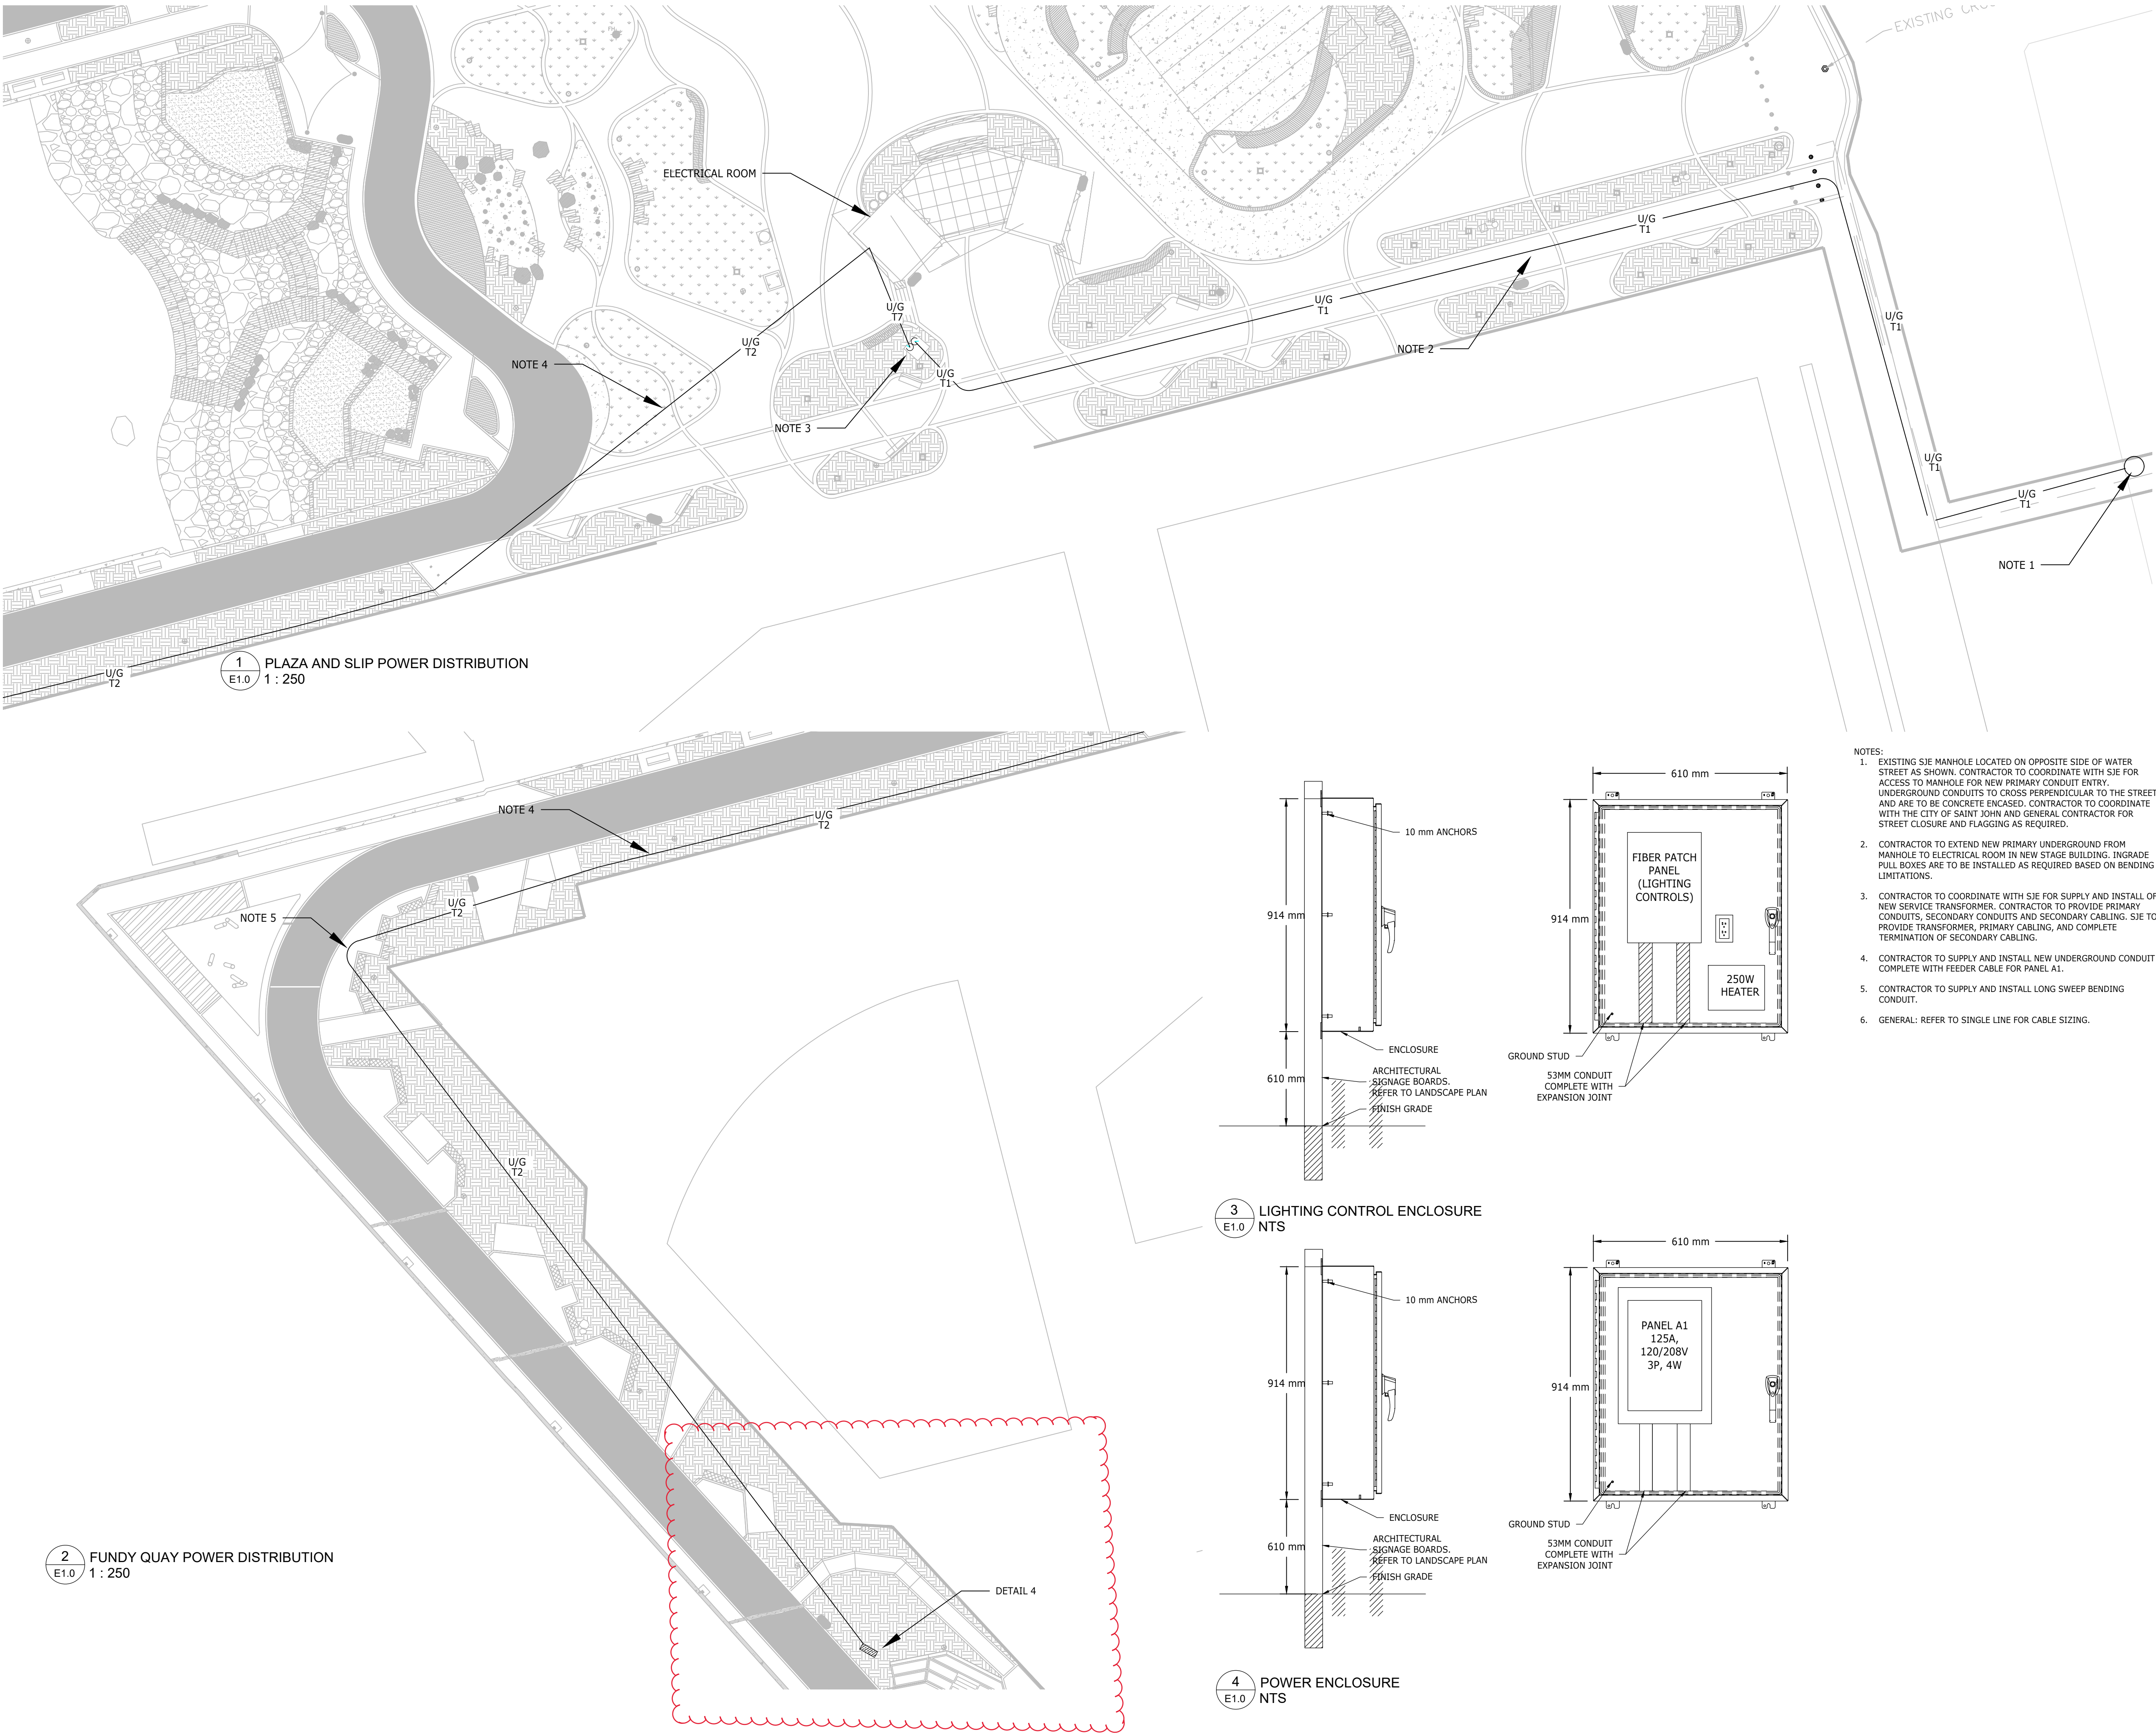 EXISTING
ELECTRICAL ROOM
U/G
T1
U/G
T1
U/G
T7
U/G
T1
U/G
T2
NOTE 4
NOTE 2
G
U/G
T1
NOTE 3
U/G
T1
U/G
T1
NOTE 1
U/G
T2
1
E1.0
PLAZA AND SLIP POWER DISTRIBUTION
1 : 250
NOTE 4
U/G
T2
U/G
T2
NOTE 5
U/G
T2
DETAIL 4
2
E1.0
FUNDY QUAY POWER DISTRIBUTION
1 : 250
610 mm
10 mm ANCHORS
914 mm
914 mm
FIBER PATCH
PANEL
(LIGHTING
CONTROLS)
250W
HEATER
ENCLOSURE
GROUND STUD
610 mm
ARCHITECTURAL
SIGNAGE BOARDS.
REFER TO LANDSCAPE PLAN
FINISH GRADE
53MM CONDUIT
COMPLETE WITH
EXPANSION JOINT
3
E1.0
LIGHTING CONTROL ENCLOSURE
NTS
610 mm
10 mm ANCHORS
914 mm
914 mm
PANEL A1
125A,
120/208V
3P, 4W
ENCLOSURE
GROUND STUD
610 mm
ARCHITECTURAL
SIGNAGE BOARDS.
REFER TO LANDSCAPE PLAN
FINISH GRADE
53MM CONDUIT
COMPLETE WITH
EXPANSION JOINT
4
E1.0
POWER ENCLOSURE
NTS
NOTES:
1. EXISTING SJE MANHOLE LOCATED ON OPPOSITE SIDE OF WATER
STREET AS SHOWN. CONTRACTOR TO COORDINATE WITH SJE FOR
ACCESS TO MANHOLE FOR NEW PRIMARY CONDUIT ENTRY.
UNDERGROUND CONDUITS TO CROSS PERPENDICULAR TO THE STREET
AND ARE TO BE CONCRETE ENCASED. CONTRACTOR TO COORDINATE
WITH THE CITY OF SAINT JOHN AND GENERAL CONTRACTOR FOR
STREET CLOSURE AND FLAGGING AS REQUIRED.
2. CONTRACTOR TO EXTEND NEW PRIMARY UNDERGROUND FROM
MANHOLE TO ELECTRICAL ROOM IN NEW STAGE BUILDING. INGRADE
PULL BOXES ARE TO BE INSTALLED AS REQUIRED BASED ON BENDING
LIMITATIONS.
3. CONTRACTOR TO COORDINATE WITH SJE FOR SUPPLY AND INSTALL OF
NEW SERVICE TRANSFORMER. CONTRACTOR TO PROVIDE PRIMARY
CONDUITS, SECONDARY CONDUITS AND SECONDARY CABLING. SJE TO
PROVIDE TRANSFORMER, PRIMARY CABLING, AND COMPLETE
TERMINATION OF SECONDARY CABLING.
4. CONTRACTOR TO SUPPLY AND INSTALL NEW UNDERGROUND CONDUIT
COMPLETE WITH FEEDER CABLE FOR PANEL A1.
5. CONTRACTOR TO SUPPLY AND INSTALL LONG SWEEP BENDING
CONDUIT.
6. GENERAL: REFER TO SINGLE LINE FOR CABLE SIZING.